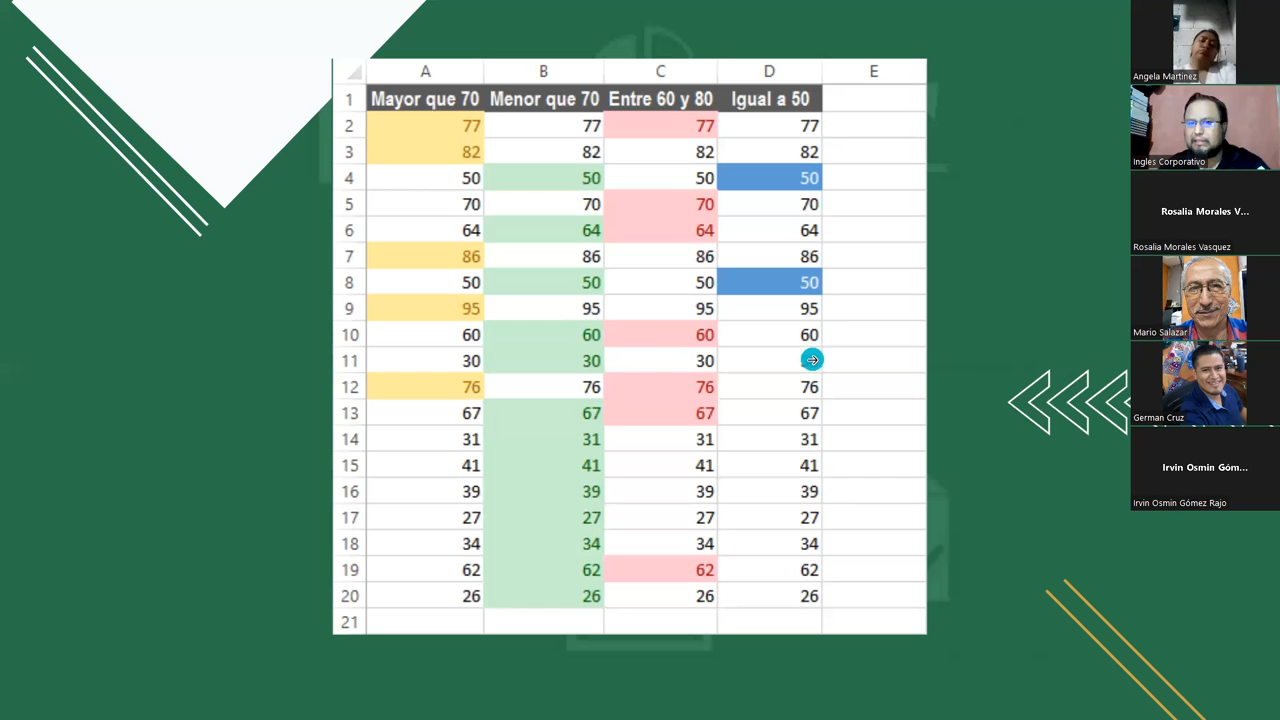 A B C D E
1 Mayor que 70 Menor que 70 Entre 60 y 80 Igual a 50
2 77 77 77 77
3 82 82 82 82
4 50 50 50 50
5 70 70 70 70
6 64 64 64 64
7 86 86 86 86
8 50 50 50 50
9 95 95 95 95
10 60 60 60 60
11 30 30 30
12 76 76 76 76
13 67 67 67 67
14 31 31 31 31
15 41 41 41 41
16 39 39 39 39
17 27 27 27 27
18 34 34 34 34
19 62 62 62 62
20 26 26 26 26
21
Angela Martinez
Ingles Corporativo
Rosalia Morales V...
Rosalia Morales Vasquez
Mario Salazar
German Cruz
Irvin Osmin Góm...
Irvin Osmin Gómez Rajo